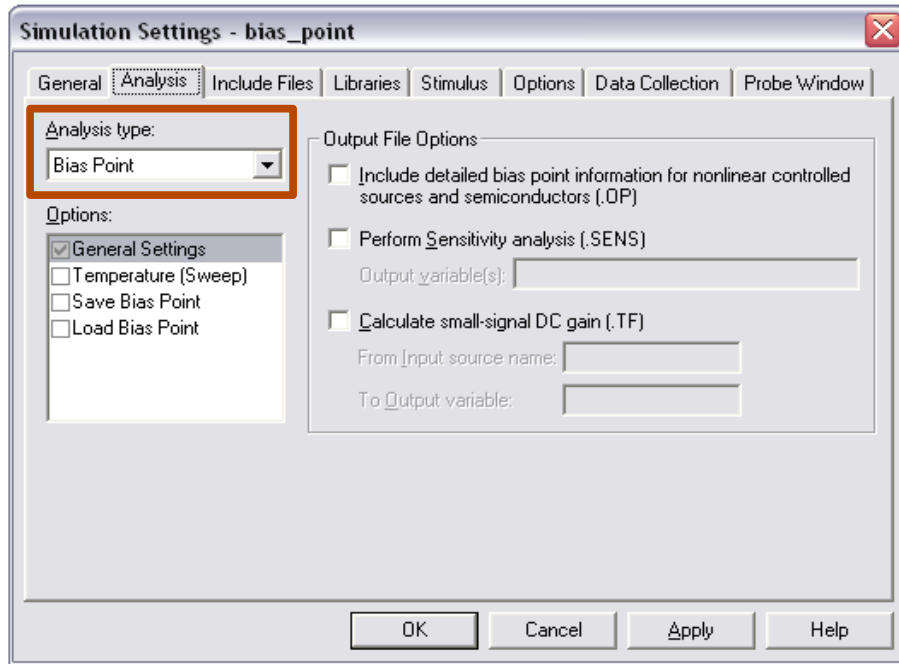 Simulation Settings - bias_point
General Analysis Include Files Libraries Stimulus Options Data Collection Probe Window
Analysis type:
Bias Point
Options:
General Settings
Temperature (Sweep)
Save Bias Point
Load Bias Point
Output File Options
Include detailed bias point information for nonlinear controlled
sources and semiconductors (.OP)
Perform Sensitivity analysis (.SENS)
Output variable(s):
Calculate small-signal DC gain (.TF)
From Input source name:
To Output variable:
OK Cancel Apply Help